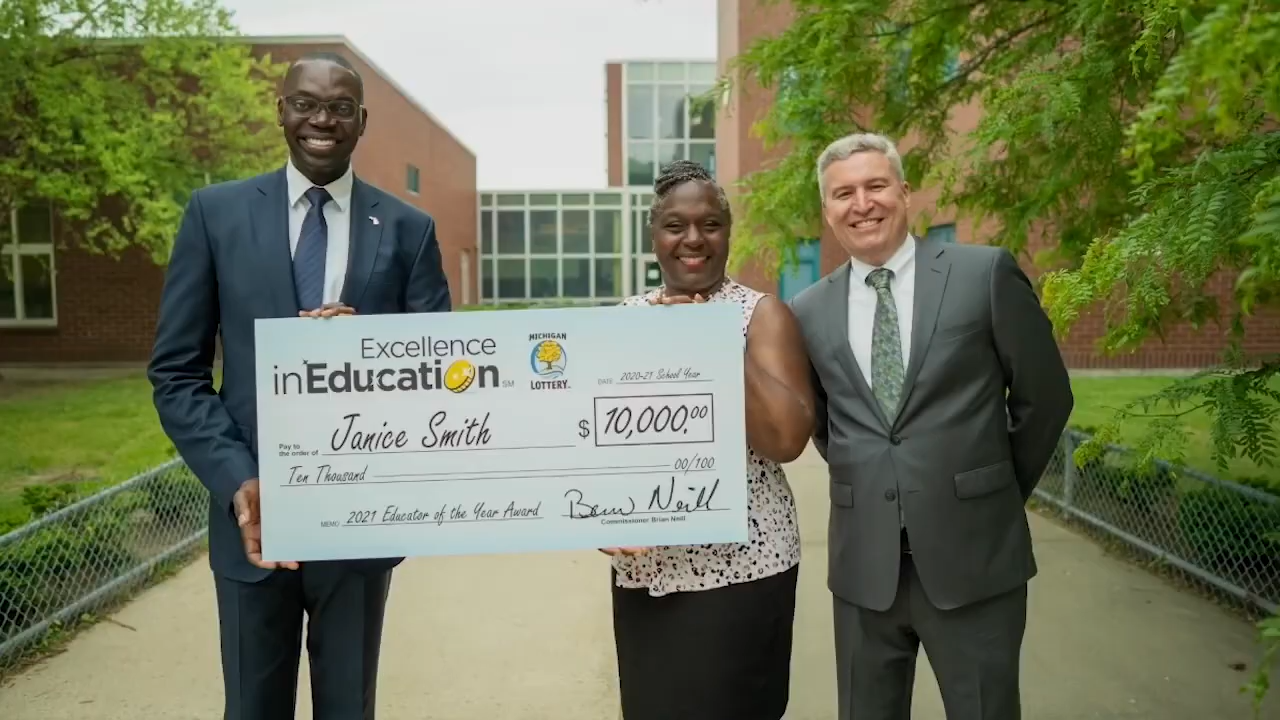 Excellence
inEducation SM
MICHIGAN
LOTTERY
DATE 2020-21 School Year
Pay to
the order of Janice Smith $ 10,000.00
Ten Thousand 00/100
MEMO 2021 Educator of the Year Award Brian Neill
Commissioner Brian Neill